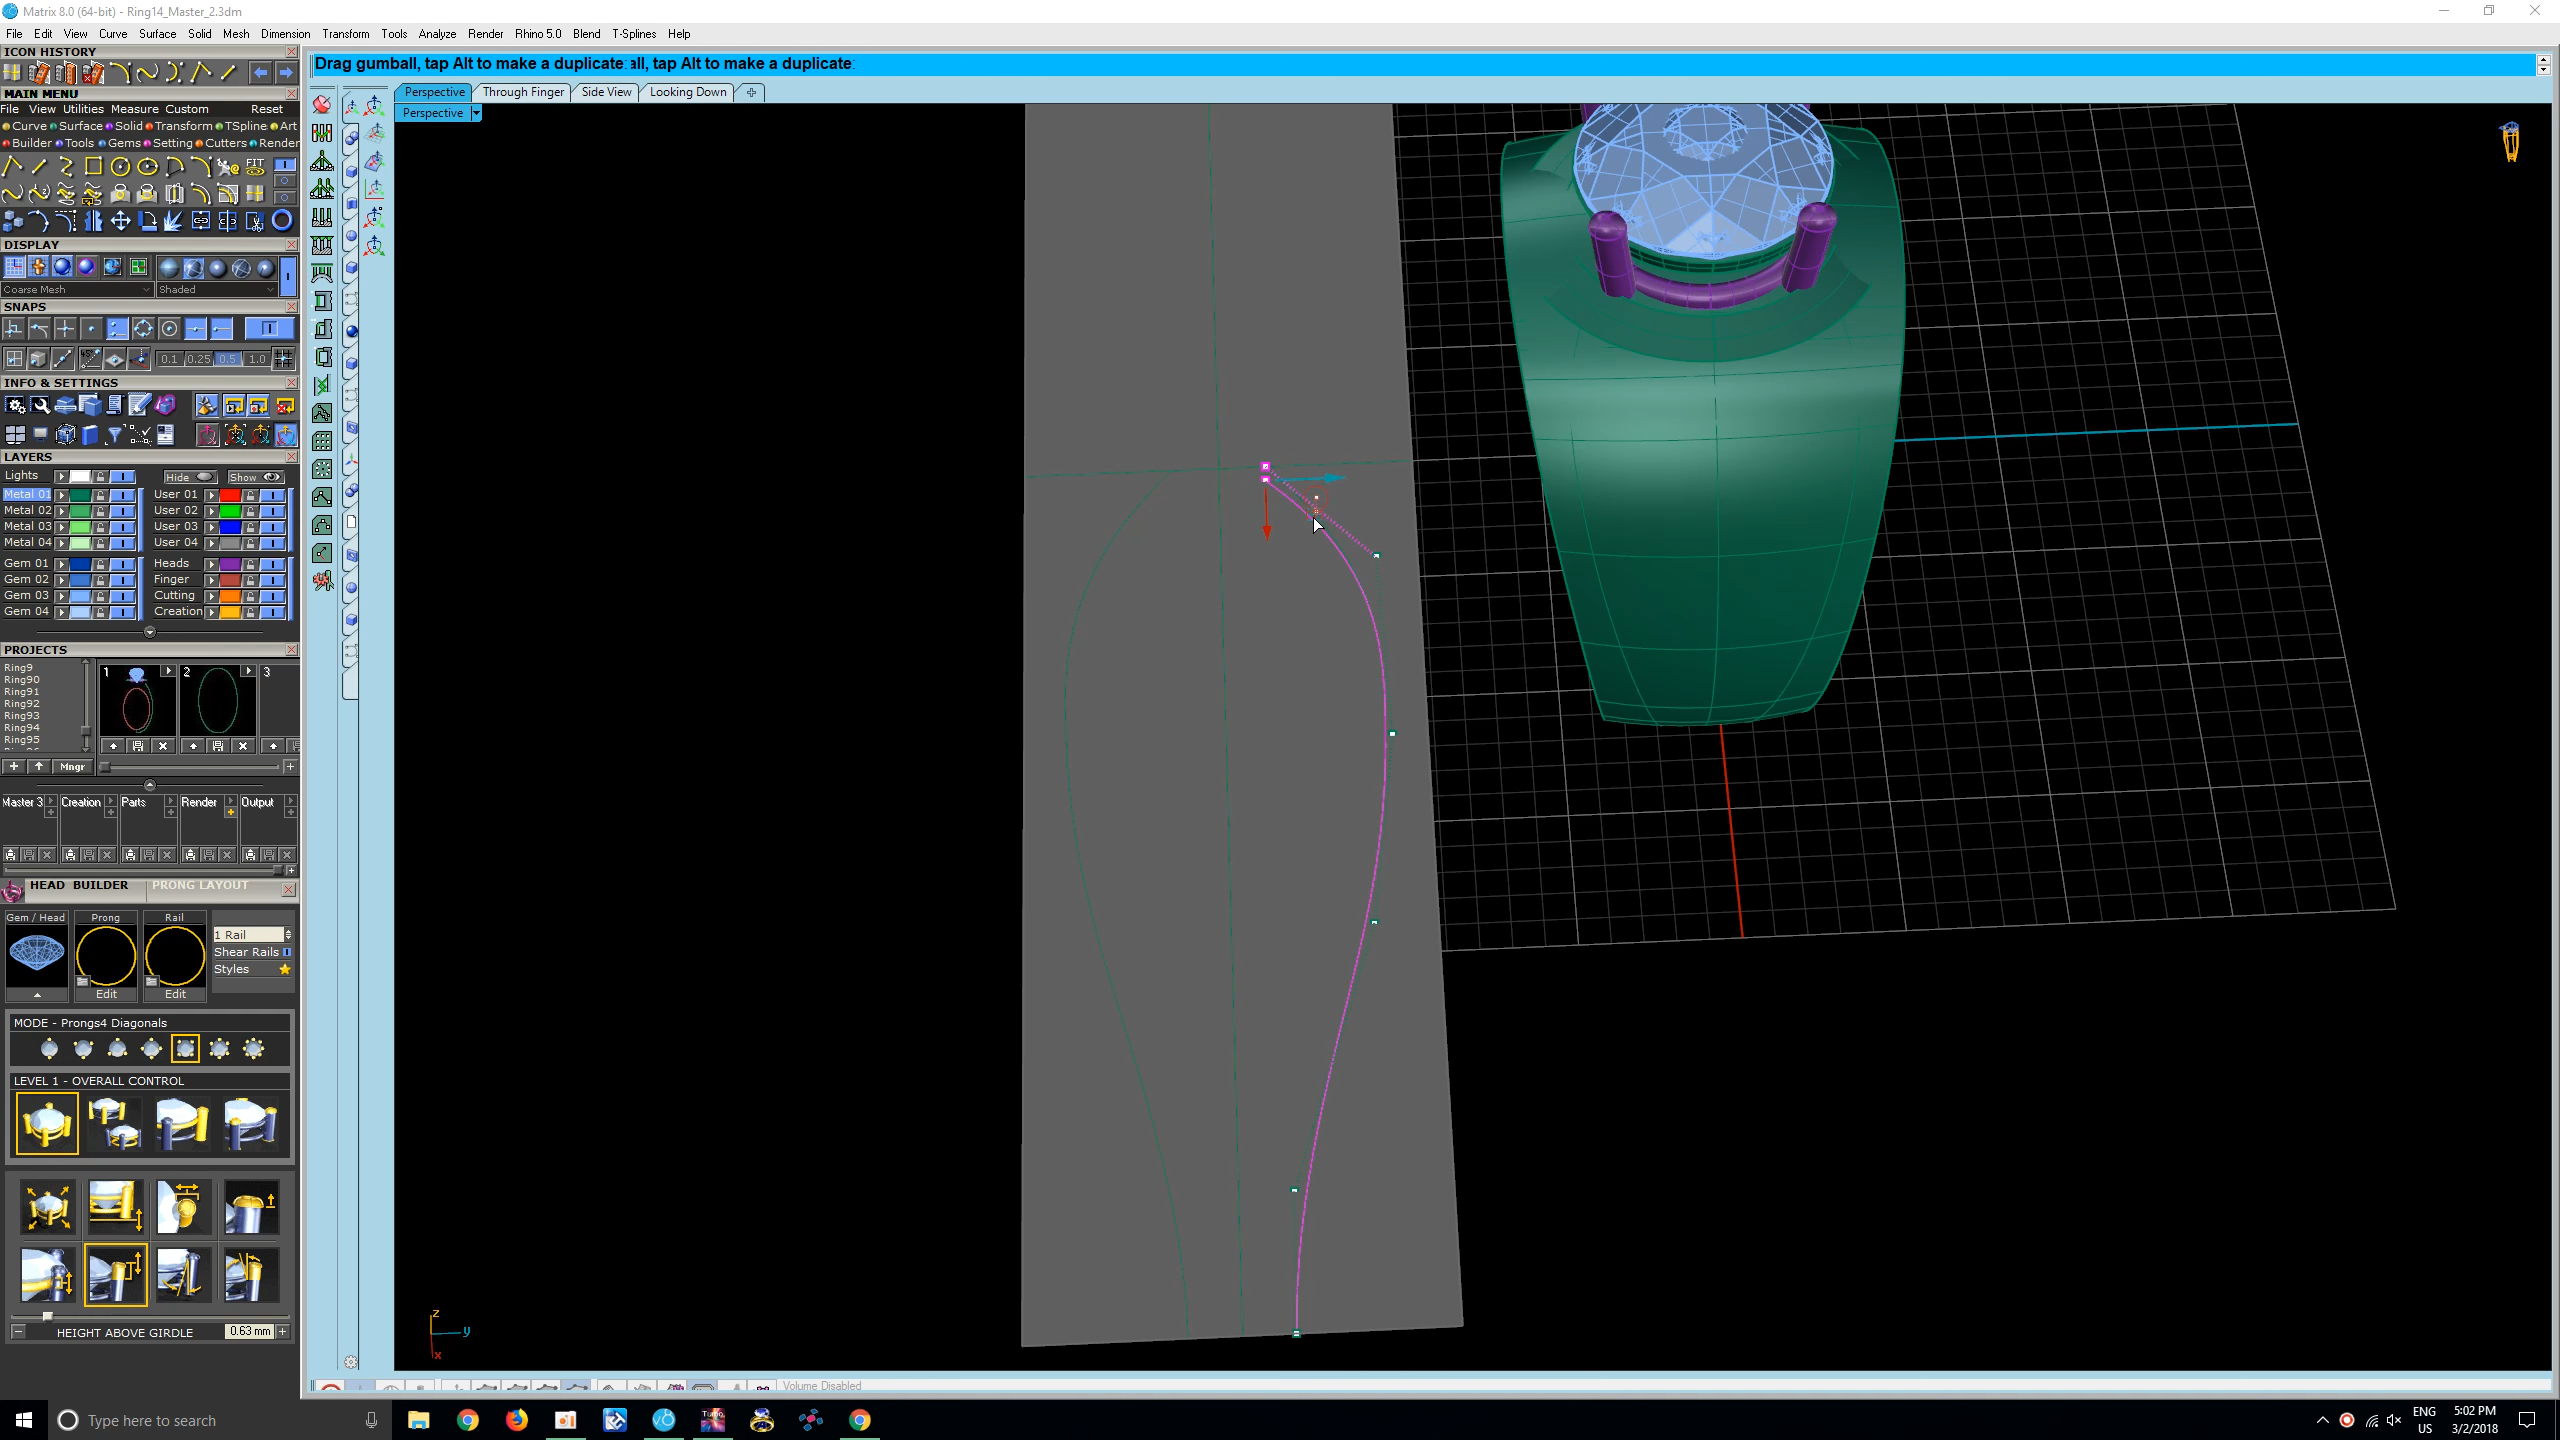 Matrix 8.0 (64-bit) - Ring14_Master_2.3dm
File Edit View Curve Surface Solid Mesh Dimension Transform Tools Analyze Render Rhino 5.0 Blend T-Splines Help
ICON HISTORY
MAIN MENU
File View Utilities Measure Custom Reset
Curve Surface Solid Transform TSpline Art
Builder Tools Gems Setting Cutters Render
FIT
DISPLAY
Coarse Mesh Shaded
SNAPS
0.1 0.25 0.5 1.0
INFO & SETTINGS
LAYERS
Lights Hide Show
Metal 01 User 01
Metal 02 User 02
Metal 03 User 03
Metal 04 User 04
Gem 01 Heads
Gem 02 Finger
Gem 03 Cutting
Gem 04 Creation
PROJECTS
Ring9
Ring90
Ring91
Ring92
Ring93
Ring94
Ring95
1 2 3
Mngr
Master 3 Creation Parts Render Output
HEAD BUILDER PRONG LAYOUT
Gem / Head Prong Rail
1 Rail
Shear Rails
Styles
Edit Edit
MODE - Prongs4 Diagonals
LEVEL 1 - OVERALL CONTROL
HEIGHT ABOVE GIRDLE 0.63 mm
Drag gumball, tap Alt to make a duplicate: all, tap Alt to make a duplicate:
Perspective Through Finger Side View Looking Down
Perspective
z
y
x
Volume Disabled
Type here to search
ENG
US
5:02 PM
3/2/2018